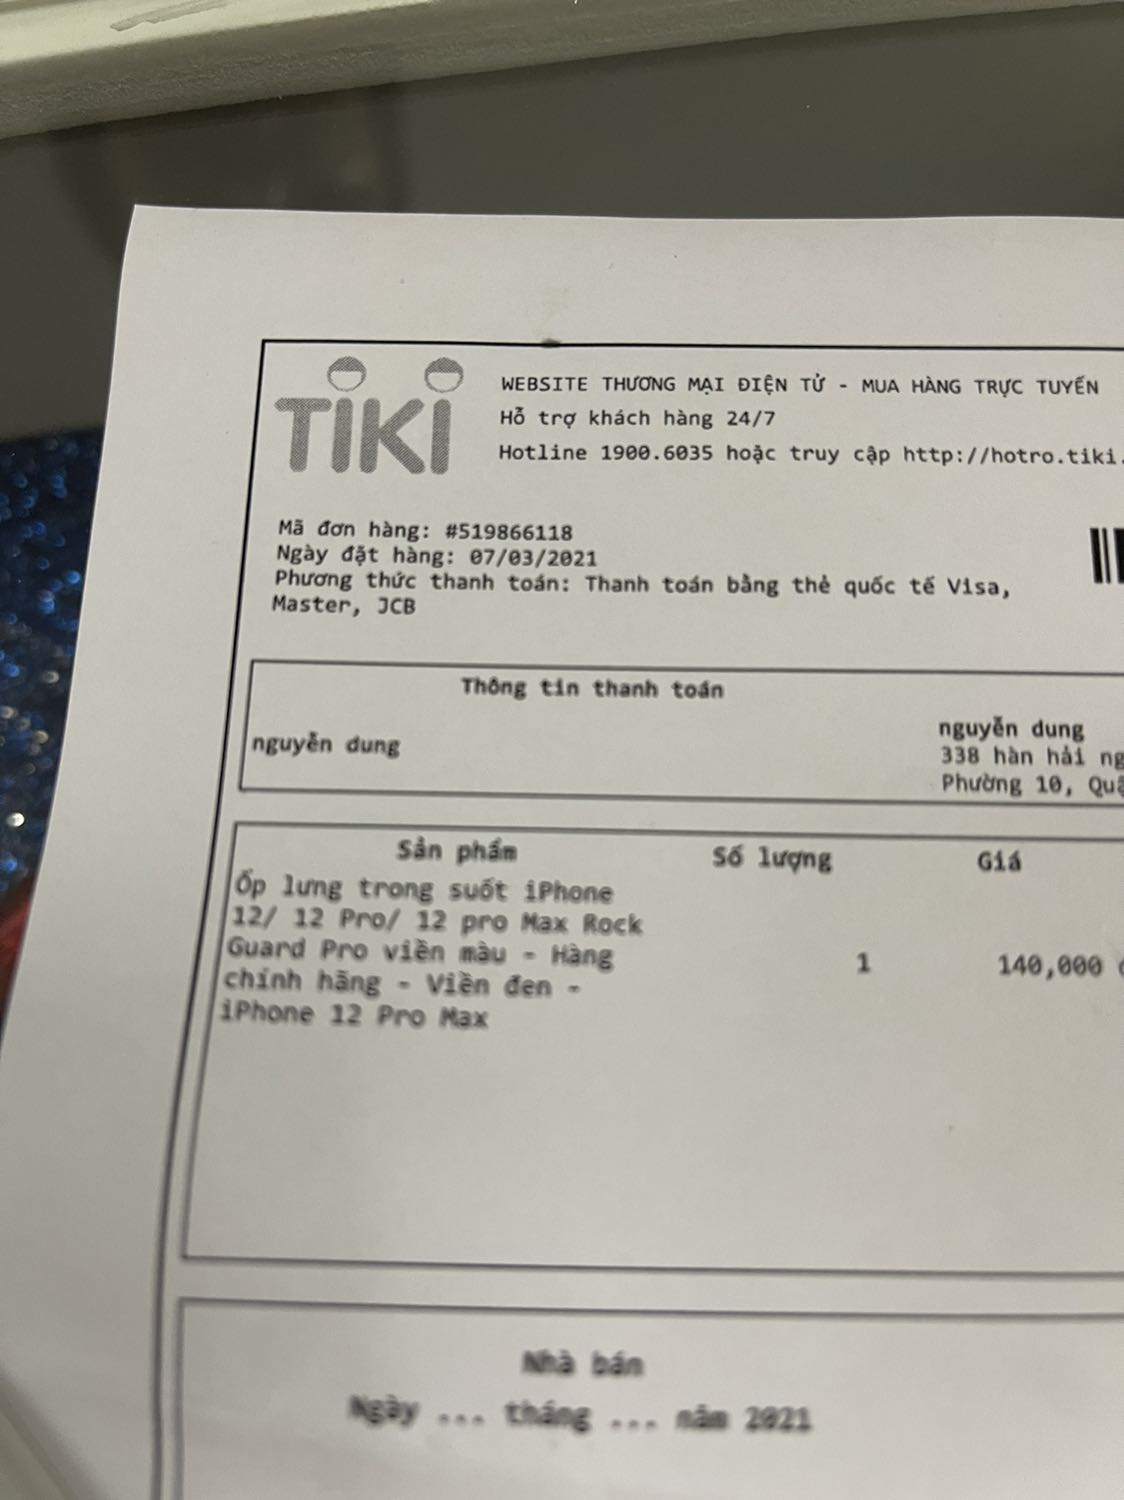 TIKI
WEBSITE THƯƠNG MẠI ĐIỆN TỬ - MUA HÀNG TRỰC TUYẾN
Hỗ trợ khách hàng 24/7
Hotline 1900.6035 hoặc truy cập http://hotro.tiki.
Mã đơn hàng: #519866118
Ngày đặt hàng: 07/03/2021
Phương thức thanh toán: Thanh toán bằng thẻ quốc tế Visa,
Master, JCB
Thông tin thanh toán
nguyễn dung
nguyễn dung
338 hàn hải ng
Phường 10, Quậ
Sản phẩm Số lượng Giá
Ốp lưng trong suốt iPhone
12/ 12 Pro/ 12 pro Max Rock
Guard Pro viền màu - Hàng
chính hãng - Viền đen -
iPhone 12 Pro Max
1 140,000
Nhà bán
Ngày ... tháng ... năm 2021